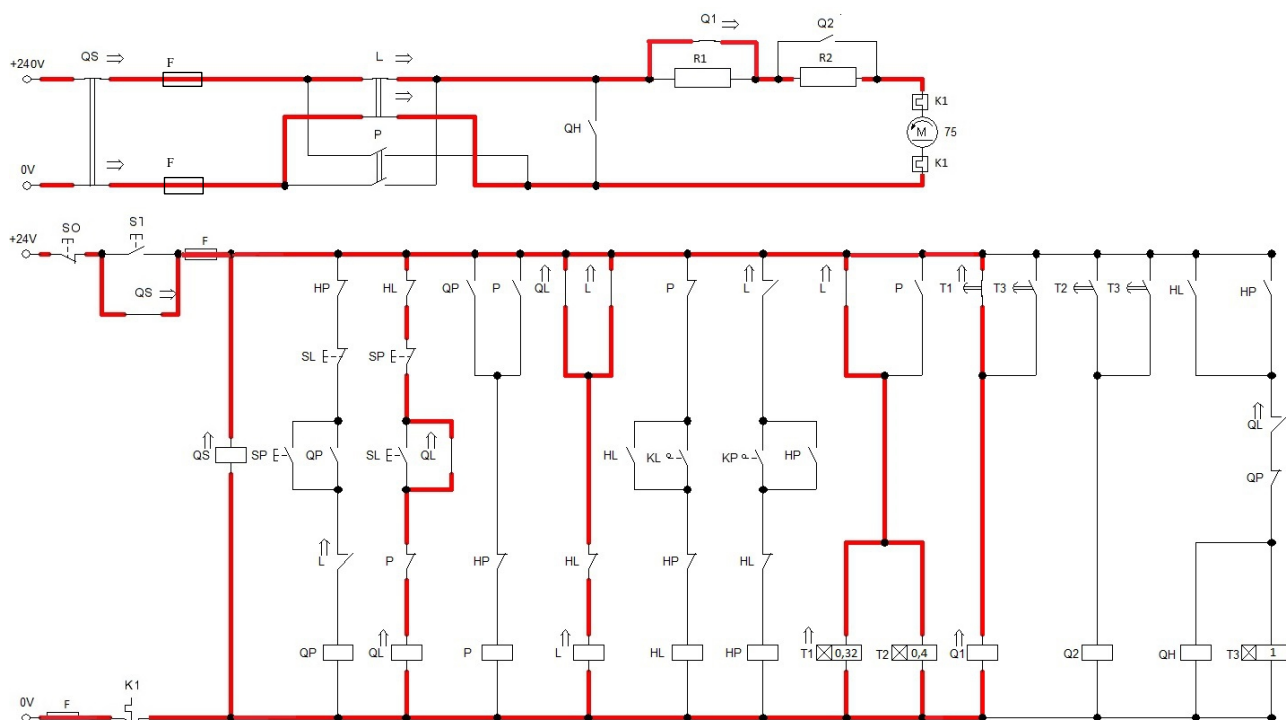 Q1 Q2
QS F L
+240V R1 R2
K1
P QH M 75
0V F K1
SO S1
+24V F
QS
HP HL QP P QL L P L L P T1 T3 T2 T3 HL HP
SL SP
QL
QS SP QP SL QL HL KL KP HP
QP
L P HP HL HP HL
QP QL P L HL HP T1 0,32 T2 0,4 Q1 Q2 QH T3 1
K1
0V F